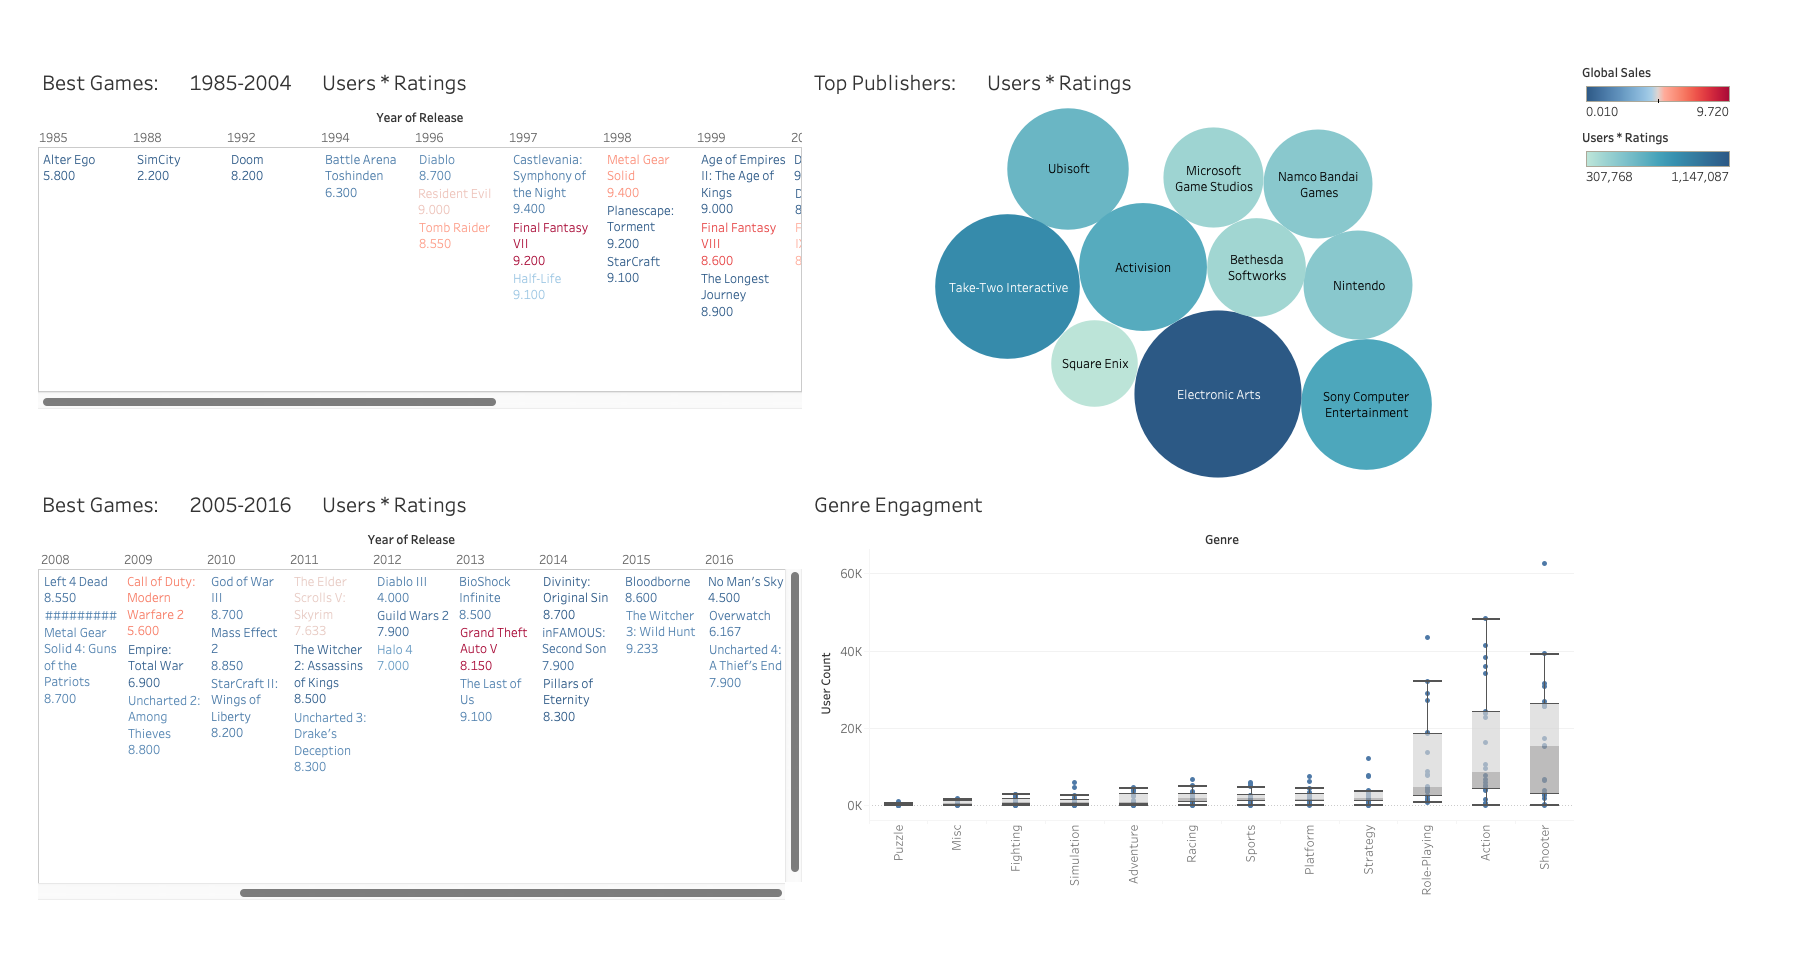 Best Games: 1985-2004 Users * Ratings
Year of Release
1985 1988 1992 1994 1996 1997 1998 1999 20
Alter Ego
5.800
SimCity
2.200
Doom
8.200
Battle Arena
Toshinden
6.300
Diablo
8.700
Resident Evil
9.000
Tomb Raider
8.550
Castlevania:
Symphony of
the Night
9.400
Final Fantasy
VII
9.200
Half-Life
9.100
Metal Gear
Solid
9.400
Planescape:
Torment
9.200
StarCraft
9.100
Age of Empires
II: The Age of
Kings
9.000
Final Fantasy
VIII
8.600
The Longest
Journey
8.900
D
9
D
8
F
8
Top Publishers: Users * Ratings
Ubisoft
Microsoft
Game Studios
Namco Bandai
Games
Take-Two Interactive
Activision
Bethesda
Softworks
Nintendo
Square Enix
Electronic Arts
Sony Computer
Entertainment
Global Sales
0.010 9.720
Users * Ratings
307,768 1,147,087
Best Games: 2005-2016 Users * Ratings
Year of Release
2008 2009 2010 2011 2012 2013 2014 2015 2016
Left 4 Dead
8.550
#########
Metal Gear
Solid 4: Guns
of the
Patriots
8.700
Call of Duty:
Modern
Warfare 2
5.600
Empire:
Total War
6.900
Uncharted 2:
Among
Thieves
8.800
God of War
III
8.700
Mass Effect
2
8.850
StarCraft II:
Wings of
Liberty
8.200
The Elder
Scrolls V:
Skyrim
7.633
The Witcher
2: Assassins
of Kings
8.500
Uncharted 3:
Drake's
Deception
8.300
Diablo III
4.000
Guild Wars 2
7.900
Halo 4
7.000
BioShock
Infinite
8.500
Grand Theft
Auto V
8.150
The Last of
Us
9.100
Divinity:
Original Sin
8.700
inFAMOUS:
Second Son
7.900
Pillars of
Eternity
8.300
Bloodborne
8.600
The Witcher
3: Wild Hunt
9.233
No Man's Sky
4.500
Overwatch
6.167
Uncharted 4:
A Thief's End
7.900
Genre Engagment
Genre
User Count
60K
40K
20K
0K
Puzzle
Misc
Fighting
Simulation
Adventure
Racing
Sports
Platform
Strategy
Role-Playing
Action
Shooter